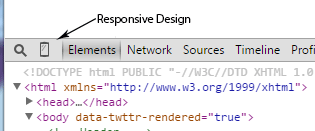 Responsive Design
Elements Network Sources Timeline Profi
<!DOCTYPE html PUBLIC "-//W3C//DTD XHTML 1.0
▼<html xmlns="http://www.w3.org/1999/xhtml">
▶<head>…</head>
▼<body data-twttr-rendered="true">